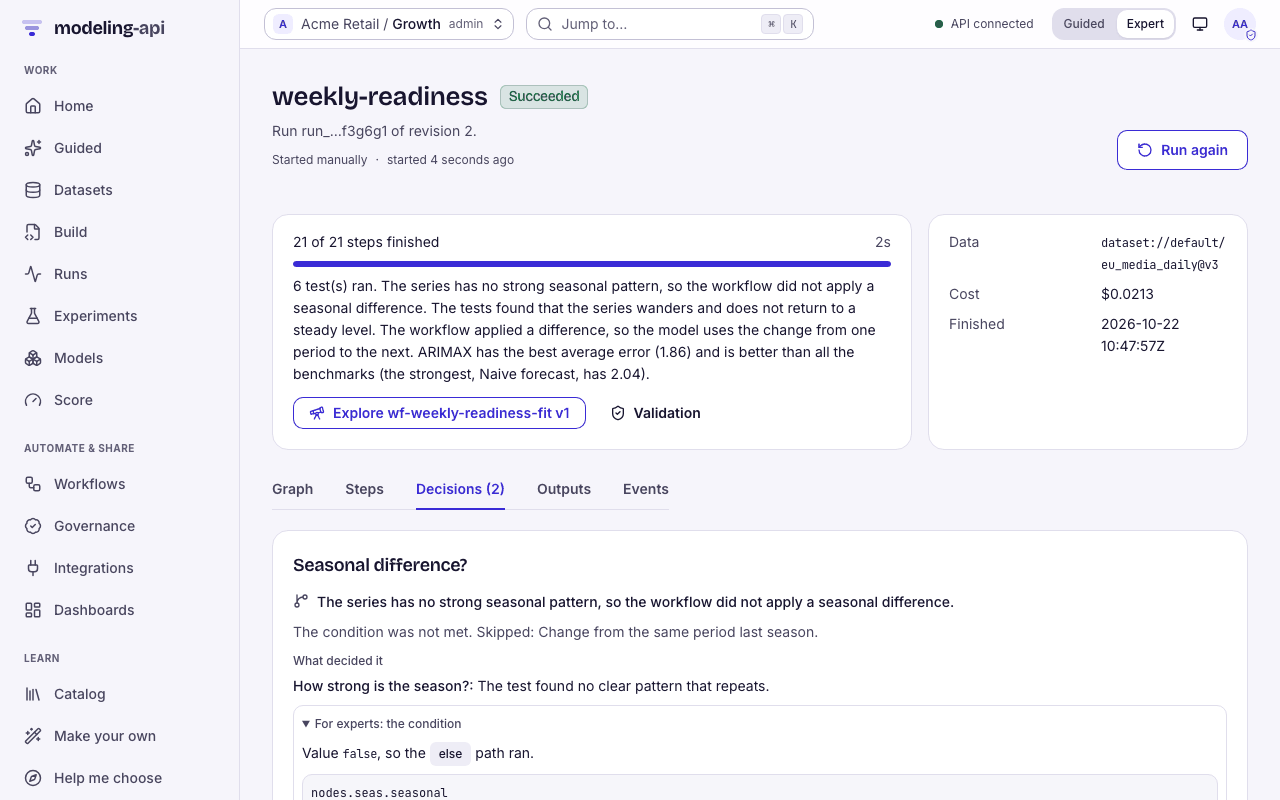 modeling-api
A Acme Retail / Growth admin
Jump to... ⌘ K
API connected
Guided Expert
AA
WORK
Home
Guided
Datasets
Build
Runs
Experiments
Models
Score
AUTOMATE & SHARE
Workflows
Governance
Integrations
Dashboards
LEARN
Catalog
Make your own
Help me choose
weekly-readiness Succeeded
Run run_...f3g6g1 of revision 2.
Started manually · started 4 seconds ago
Run again
21 of 21 steps finished 2s
6 test(s) ran. The series has no strong seasonal pattern, so the workflow did not apply a
seasonal difference. The tests found that the series wanders and does not return to a
steady level. The workflow applied a difference, so the model uses the change from one
period to the next. ARIMAX has the best average error (1.86) and is better than all the
benchmarks (the strongest, Naive forecast, has 2.04).
Explore wf-weekly-readiness-fit v1 Validation
Data dataset://default/
eu_media_daily@v3
Cost $0.0213
Finished 2026-10-22
10:47:57Z
Graph Steps Decisions (2) Outputs Events
Seasonal difference?
The series has no strong seasonal pattern, so the workflow did not apply a seasonal difference.
The condition was not met. Skipped: Change from the same period last season.
What decided it
How strong is the season?: The test found no clear pattern that repeats.
▼ For experts: the condition
Value false, so the else path ran.
nodes.seas.seasonal